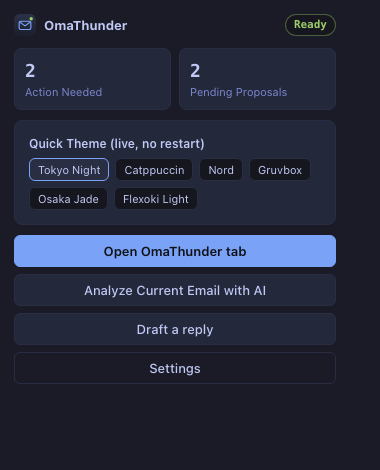 OmaThunder
Ready
2
Action Needed
2
Pending Proposals
Quick Theme (live, no restart)
Tokyo Night
Catppuccin
Nord
Gruvbox
Osaka Jade
Flexoki Light
Open OmaThunder tab
Analyze Current Email with AI
Draft a reply
Settings